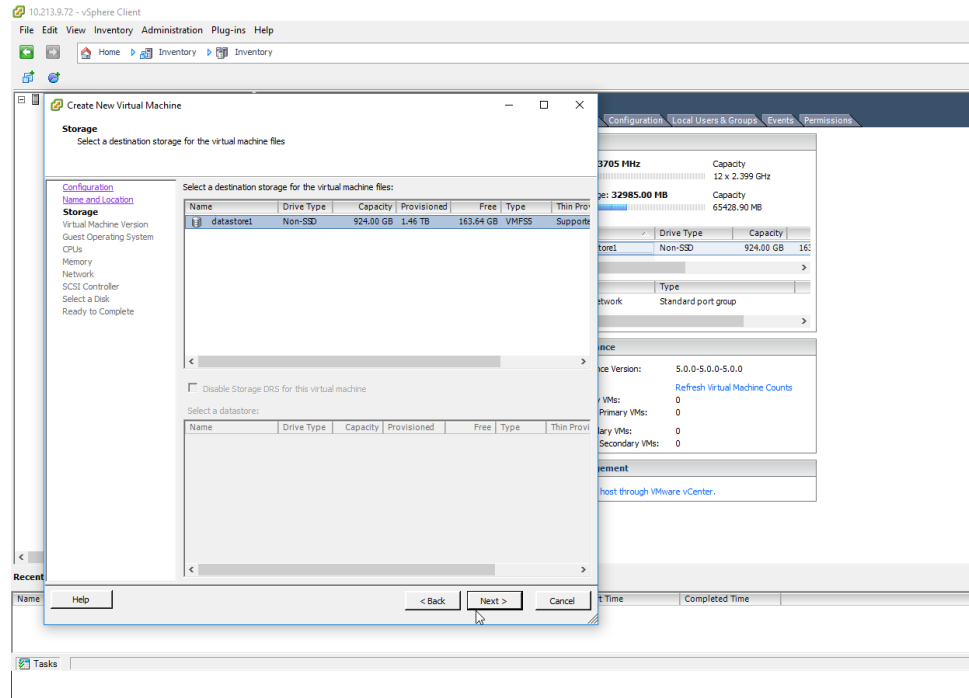 10.213.9.72 - vSphere Client
File Edit View Inventory Administration Plug-ins Help
Home Inventory Inventory
Create New Virtual Machine
Storage
Select a destination storage for the virtual machine files
Configuration
Name and Location
Storage
Virtual Machine Version
Guest Operating System
CPUs
Memory
Network
SCSI Controller
Select a Disk
Ready to Complete
Select a destination storage for the virtual machine files:
Name Drive Type Capacity Provisioned Free Type Thin Prov
datastore1 Non-SSD 924.00 GB 1.46 TB 163.64 GB VMFS5 Supporte
Disable Storage DRS for this virtual machine
Select a datastore:
Name Drive Type Capacity Provisioned Free Type Thin Provi
Help < Back Next > Cancel
Configuration Local Users & Groups Events Permissions
3705 MHz Capacity
12 x 2.399 GHz
ge: 32985.00 MB Capacity
65428.90 MB
Drive Type Capacity
tore1 Non-SSD 924.00 GB 163
Type
etwork Standard port group
nce
nce Version: 5.0.0-5.0.0-5.0.0
Refresh Virtual Machine Counts
y VMs: 0
Primary VMs: 0
dary VMs: 0
Secondary VMs: 0
gement
host through VMware vCenter.
Recent
Name t Time Completed Time
Tasks